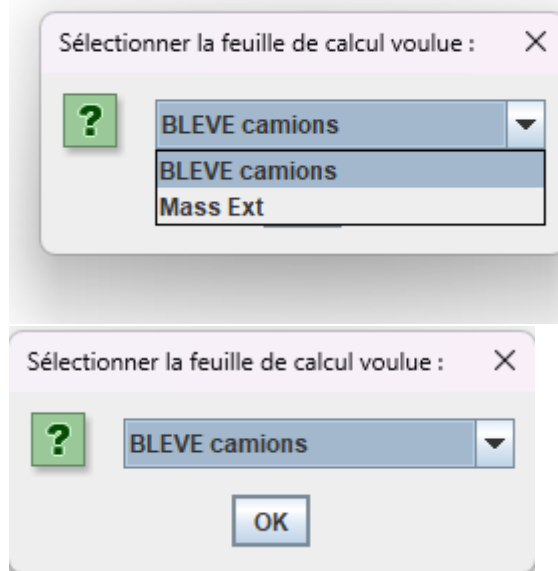 Sélectionner la feuille de calcul voulue :
BLEVE camions
BLEVE camions
Mass Ext
Sélectionner la feuille de calcul voulue :
BLEVE camions
OK